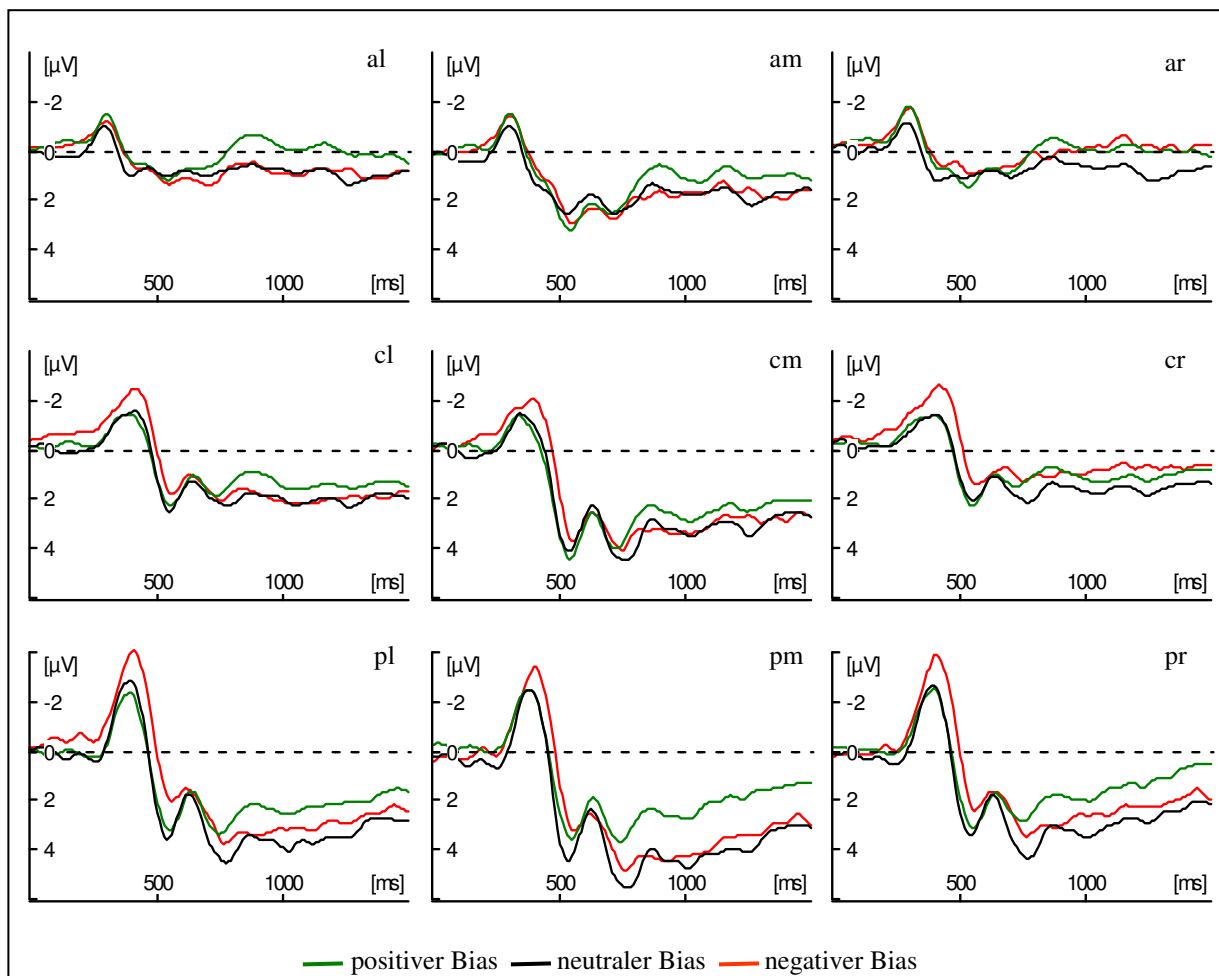 [µV] al
-2
0
2
4
500 1000 [ms]
[µV] am
-2
0
2
4
500 1000 [ms]
[µV] ar
-2
0
2
4
500 1000 [ms]
[µV] cl
-2
0
2
4
500 1000 [ms]
[µV] cm
-2
0
2
4
500 1000 [ms]
[µV] cr
-2
0
2
4
500 1000 [ms]
[µV] pl
-2
0
2
4
500 1000 [ms]
[µV] pm
-2
0
2
4
500 1000 [ms]
[µV] pr
-2
0
2
4
500 1000 [ms]
positiver Bias neutraler Bias negativer Bias